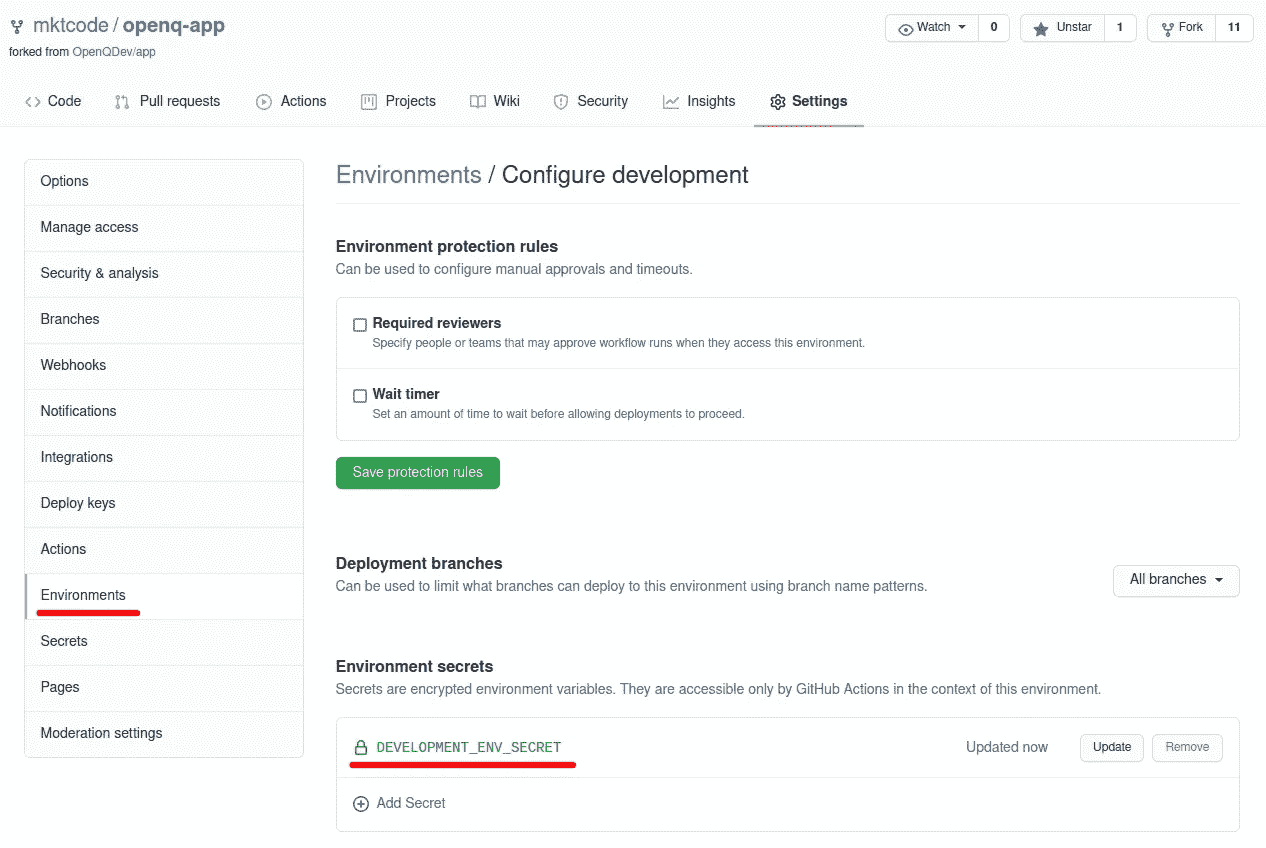 mktcode / openq-app
Watch 0 Unstar 1 Fork 11
forked from OpenQDev/app
Code Pull requests Actions Projects Wiki Security Insights Settings
Options
Manage access
Security & analysis
Branches
Webhooks
Notifications
Integrations
Deploy keys
Actions
Environments
Secrets
Pages
Moderation settings
Environments / Configure development
Environment protection rules
Can be used to configure manual approvals and timeouts.
Required reviewers
Specify people or teams that may approve workflow runs when they access this environment.
Wait timer
Set an amount of time to wait before allowing deployments to proceed.
Save protection rules
Deployment branches
Can be used to limit what branches can deploy to this environment using branch name patterns.
All branches
Environment secrets
Secrets are encrypted environment variables. They are accessible only by GitHub Actions in the context of this environment.
DEVELOPMENT_ENV_SECRET Updated now Update Remove
Add Secret